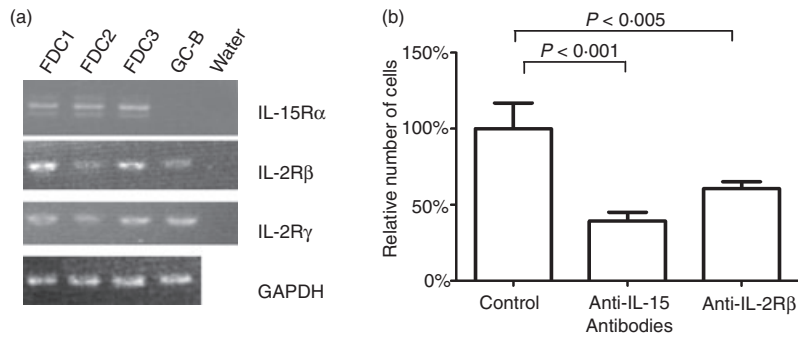 (a)
FDC1 FDC2 FDC3 GC-B Water
IL-15Rα
IL-2Rβ
IL-2Rγ
GAPDH
(b)
P < 0·005
P < 0·001
Relative number of cells
150%
100%
50%
0%
Control Anti-IL-15 Anti-IL-2Rβ
Antibodies